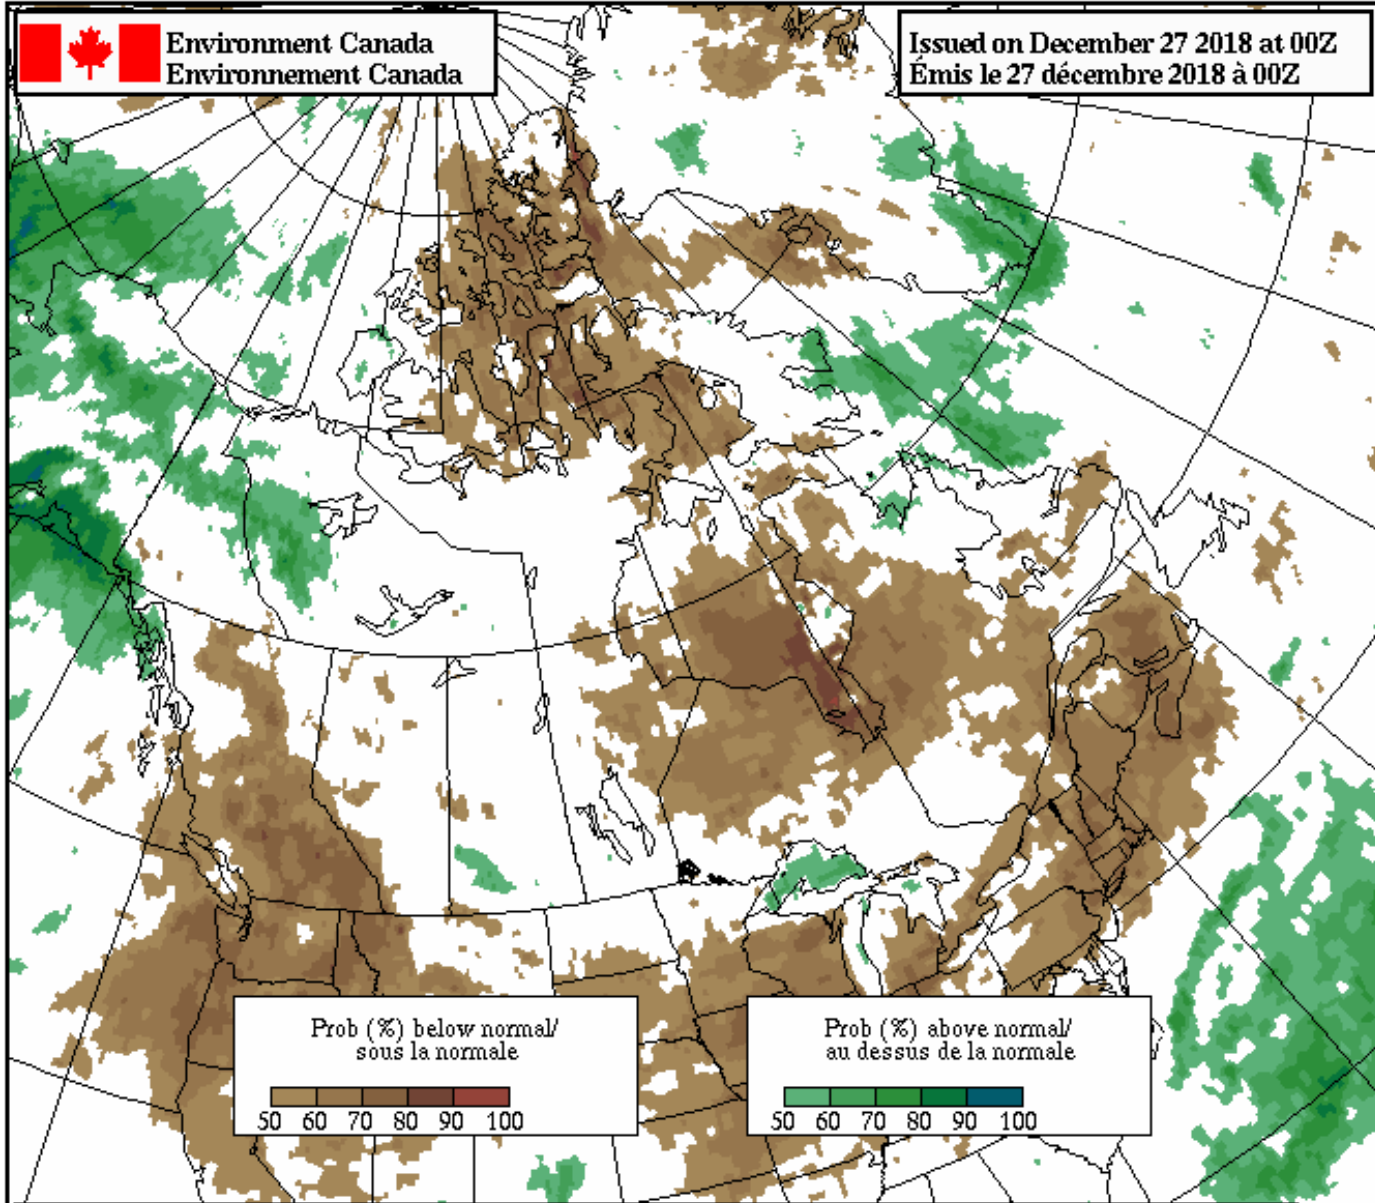 Environment Canada
Environnement Canada
Issued on December 27 2018 at 00Z
Émis le 27 décembre 2018 à 00Z
Prob (%) below normal/
sous la normale
50 60 70 80 90 100
Prob (%) above normal/
au dessus de la normale
50 60 70 80 90 100